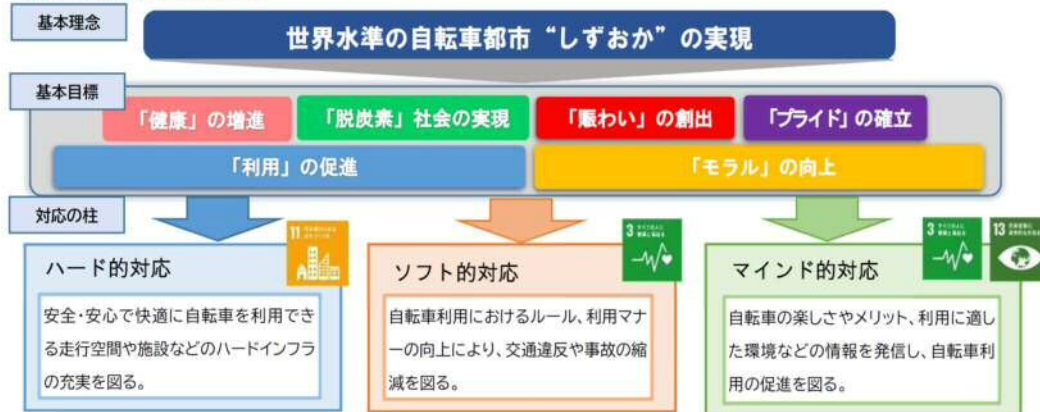 基本理念
世界水準の自転車都市“しずおか”の実現
基本目標
「健康」の増進
「脱炭素」社会の実現
「賑わい」の創出
「プライド」の確立
「利用」の促進
「モラル」の向上
対応の柱
11
ハード的対応
安全・安心で快適に自転車を利用でき
る走行空間や施設などのハードインフラ
の充実を図る。
3
ソフト的対応
自転車利用におけるルール、利用マナ
ーの向上により、交通違反や事故の縮
減を図る。
3
13
マインド的対応
自転車の楽しさやメリット、利用に適し
た環境などの情報を発信し、自転車利
用の促進を図る。